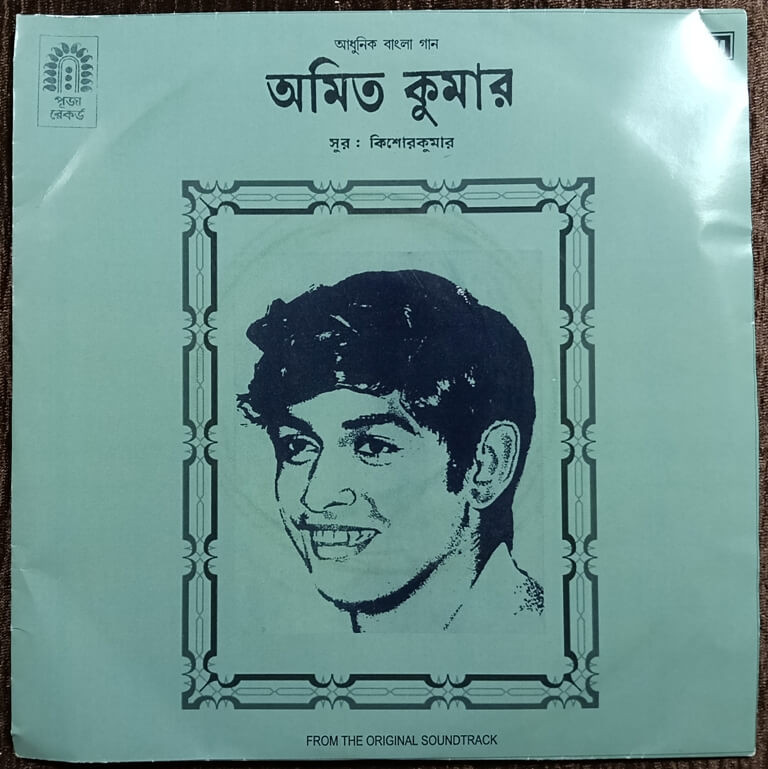 আধুনিক বাংলা গান
অমিত কুমার
সুর : কিশোরকুমার
পূজা
রেকর্ড
FROM THE ORIGINAL SOUNDTRACK